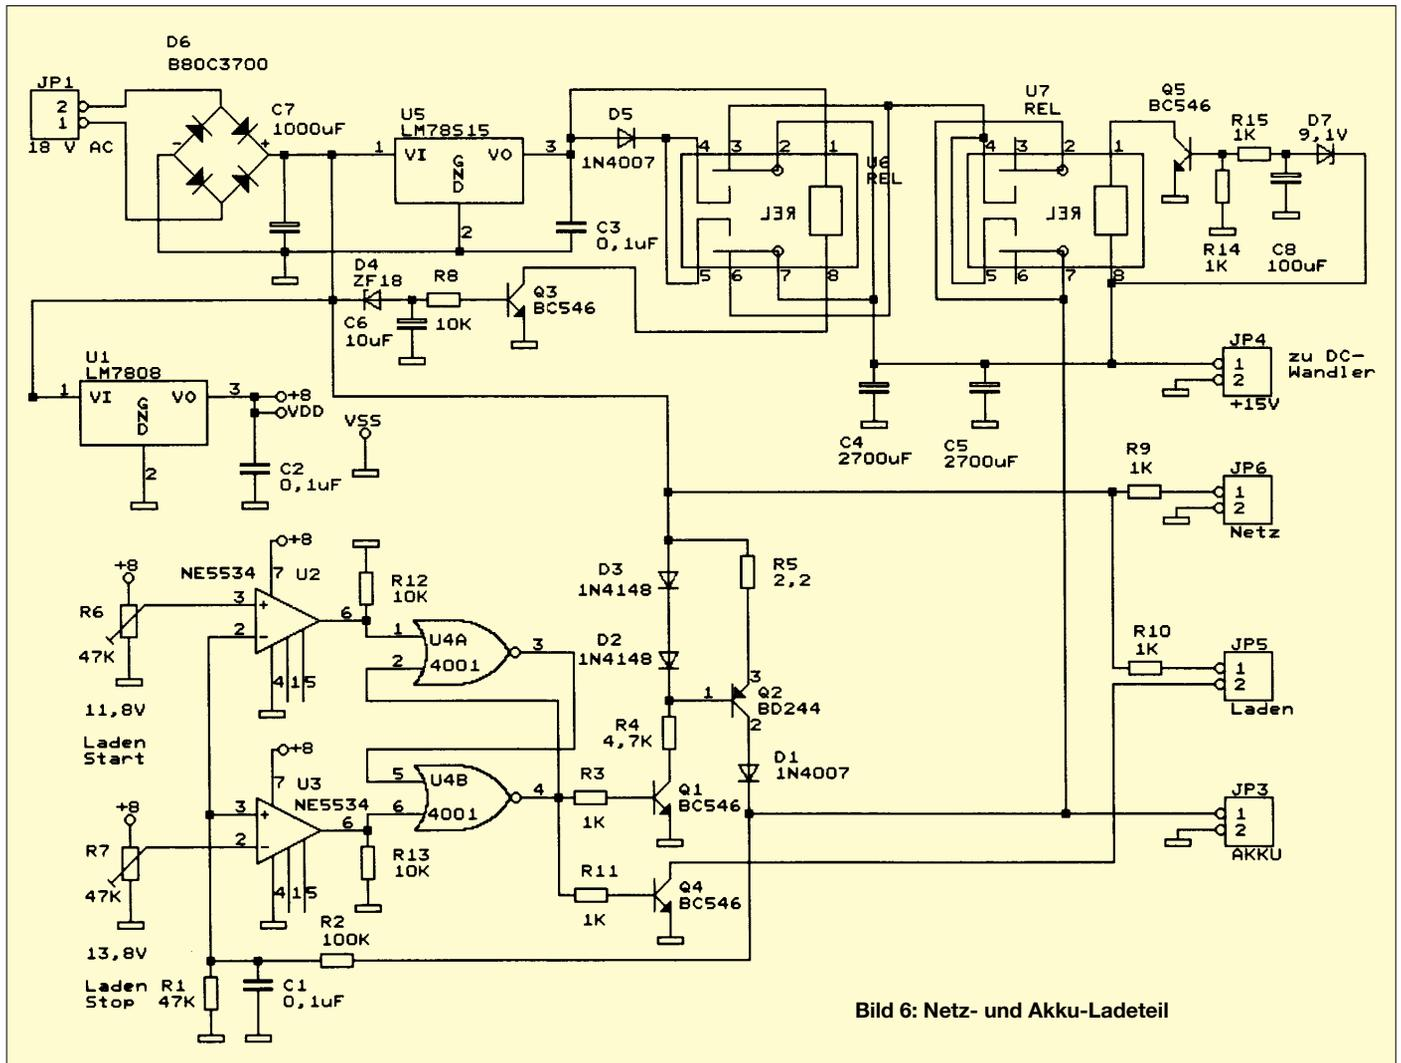 D6
B80C3700
JP1
2
1
18 V AC
-
+
C7
1000uF
U5
LM78S15
1
VI
VO
GND
3
2
D5
1N4007
C3
0,1uF
4
3
2
1
U6
REL
REL
5
6
7
8
U7
REL
4
3
2
1
REL
5
6
7
8
Q5
BC546
R15
1K
D7
9,1V
R14
1K
C8
100uF
D4
ZF18
R8
C6
10uF
10K
Q3
BC546
U1
LM7808
1
VI
VO
GND
3
2
+8
VDD
C2
0,1uF
VSS
C4
2700uF
C5
2700uF
JP4
1
2
+15V
zu DC-
Wandler
R9
1K
JP6
1
2
Netz
+8
NE5534
7
U2
+8
R6
47K
3
+
2
-
6
4
1
5
R12
10K
1
U4A
3
2
4001
11,8V
Laden
Start
D3
1N4148
R5
2,2
D2
1N4148
1
3
Q2
BD244
2
R4
4,7K
D1
1N4007
R10
1K
JP5
1
2
Laden
+8
7
U3
NE5534
+8
R7
47K
3
+
2
-
6
4
1
5
R13
10K
5
U4B
4
6
4001
R3
1K
Q1
BC546
R11
1K
Q4
BC546
JP3
1
2
AKKU
13,8V
Laden
Stop
R1
47K
R2
100K
C1
0,1uF
Bild 6: Netz- und Akku-Ladeteil